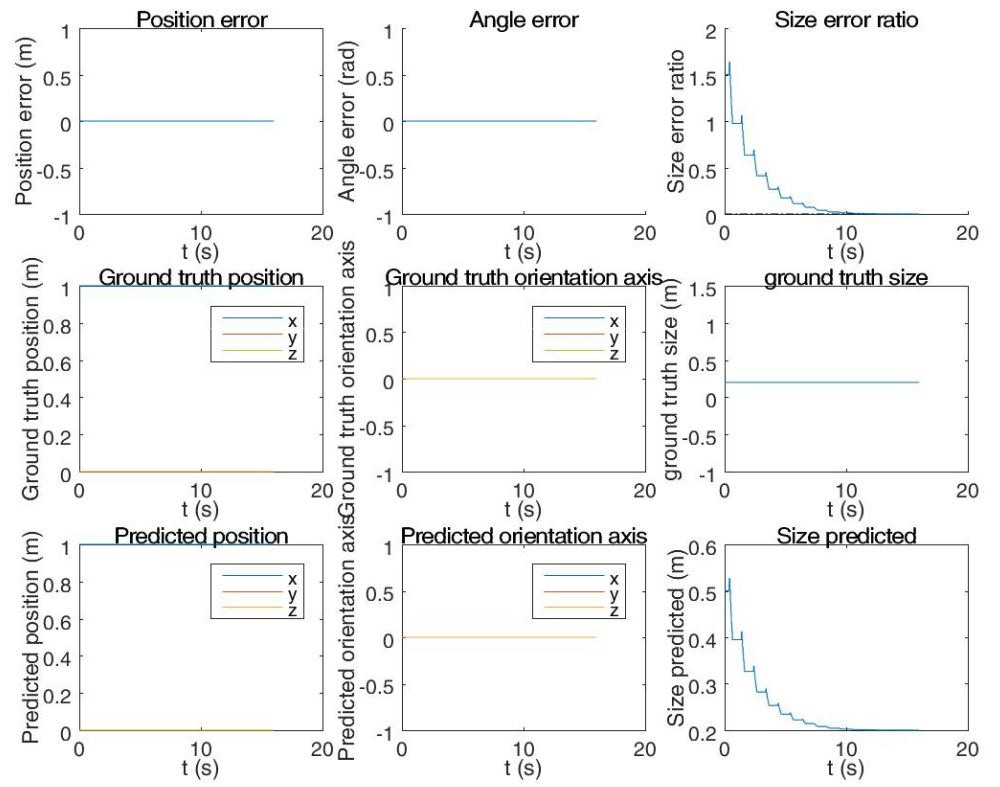 Position error
Position error (m)
1
0.5
0
-0.5
-1
0
10
20
t (s)
Angle error
Angle error (rad)
1
0.5
0
-0.5
-1
0
10
20
t (s)
Size error ratio
Size error ratio
2
1.5
1
0.5
0
0
10
20
t (s)
Ground truth position
Ground truth position (m)
1
0.8
0.6
0.4
0.2
0
x
y
z
0
10
20
t (s)
Ground truth orientation axis
Ground truth orientation axis
1
0.5
0
-0.5
-1
x
y
z
0
10
20
t (s)
ground truth size
ground truth size (m)
1.5
1
0.5
0
-0.5
-1
0
10
20
t (s)
Predicted position
Predicted position (m)
1
0.8
0.6
0.4
0.2
0
x
y
z
0
10
20
t (s)
Predicted orientation axis
Predicted orientation axis
1
0.5
0
-0.5
-1
x
y
z
0
10
20
t (s)
Size predicted
Size predicted (m)
0.6
0.5
0.4
0.3
0.2
0
10
20
t (s)